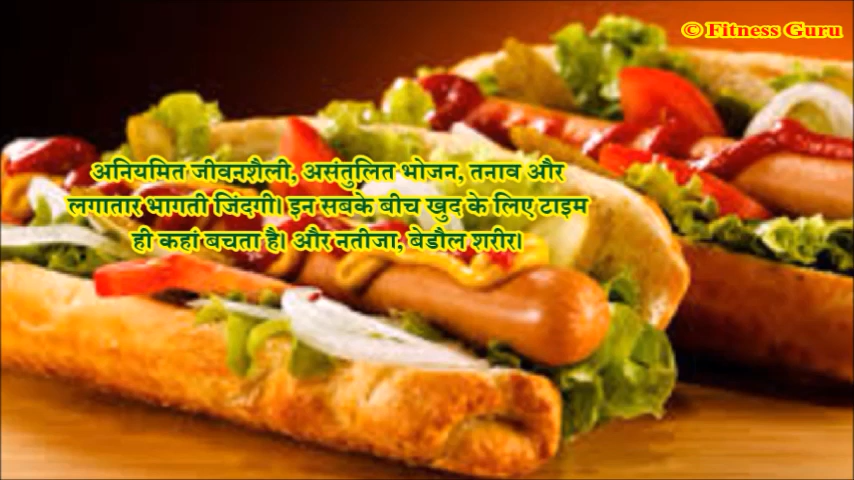 © Fitness Guru
अनियमित जीवनशैली, असंतुलित भोजन, तनाव और
लगातार भागती जिंदगी। इन सबके बीच खुद के लिए टाइम
ही कहां बचता है। और नतीजा, बेडौल शरीर।